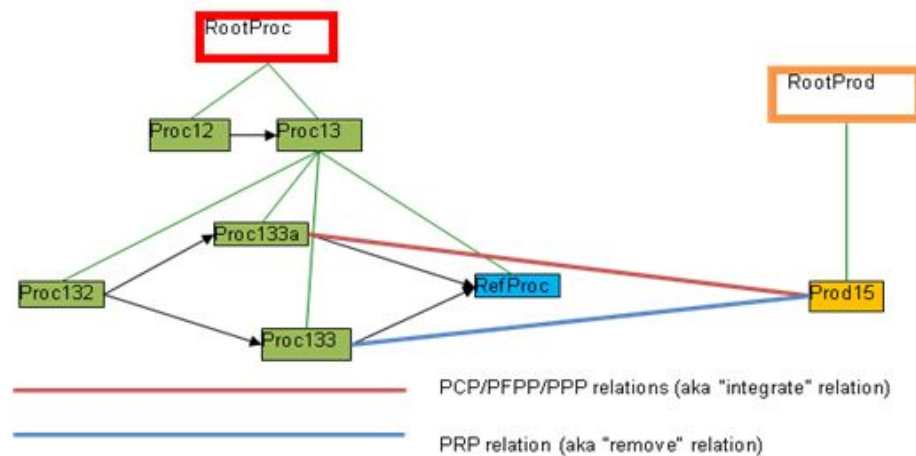 RootProc
RootProd
Proc12
Proc13
Proc133a
Proc132
RefProc
Prod15
Proc133
PCP/PFPP/PPP relations (aka "integrate" relation)
PRP relation (aka "remove" relation)